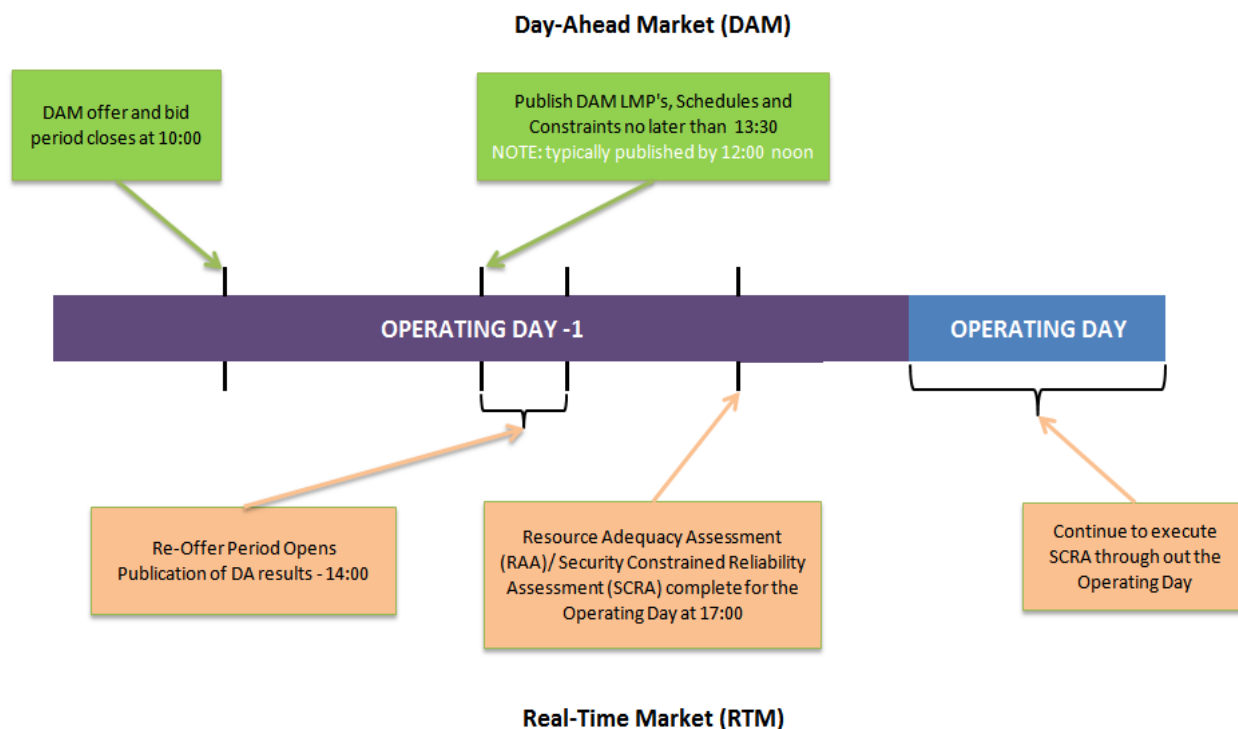 Day-Ahead Market (DAM)
DAM offer and bid
period closes at 10:00
Publish DAM LMP's, Schedules and
Constraints no later than 13:30
NOTE: typically published by 12:00 noon
OPERATING DAY -1
OPERATING DAY
Re-Offer Period Opens
Publication of DA results - 14:00
Resource Adequacy Assessment
(RAA)/ Security Constrained Reliability
Assessment (SCRA) complete for the
Operating Day at 17:00
Continue to execute
SCRA through out the
Operating Day
Real-Time Market (RTM)